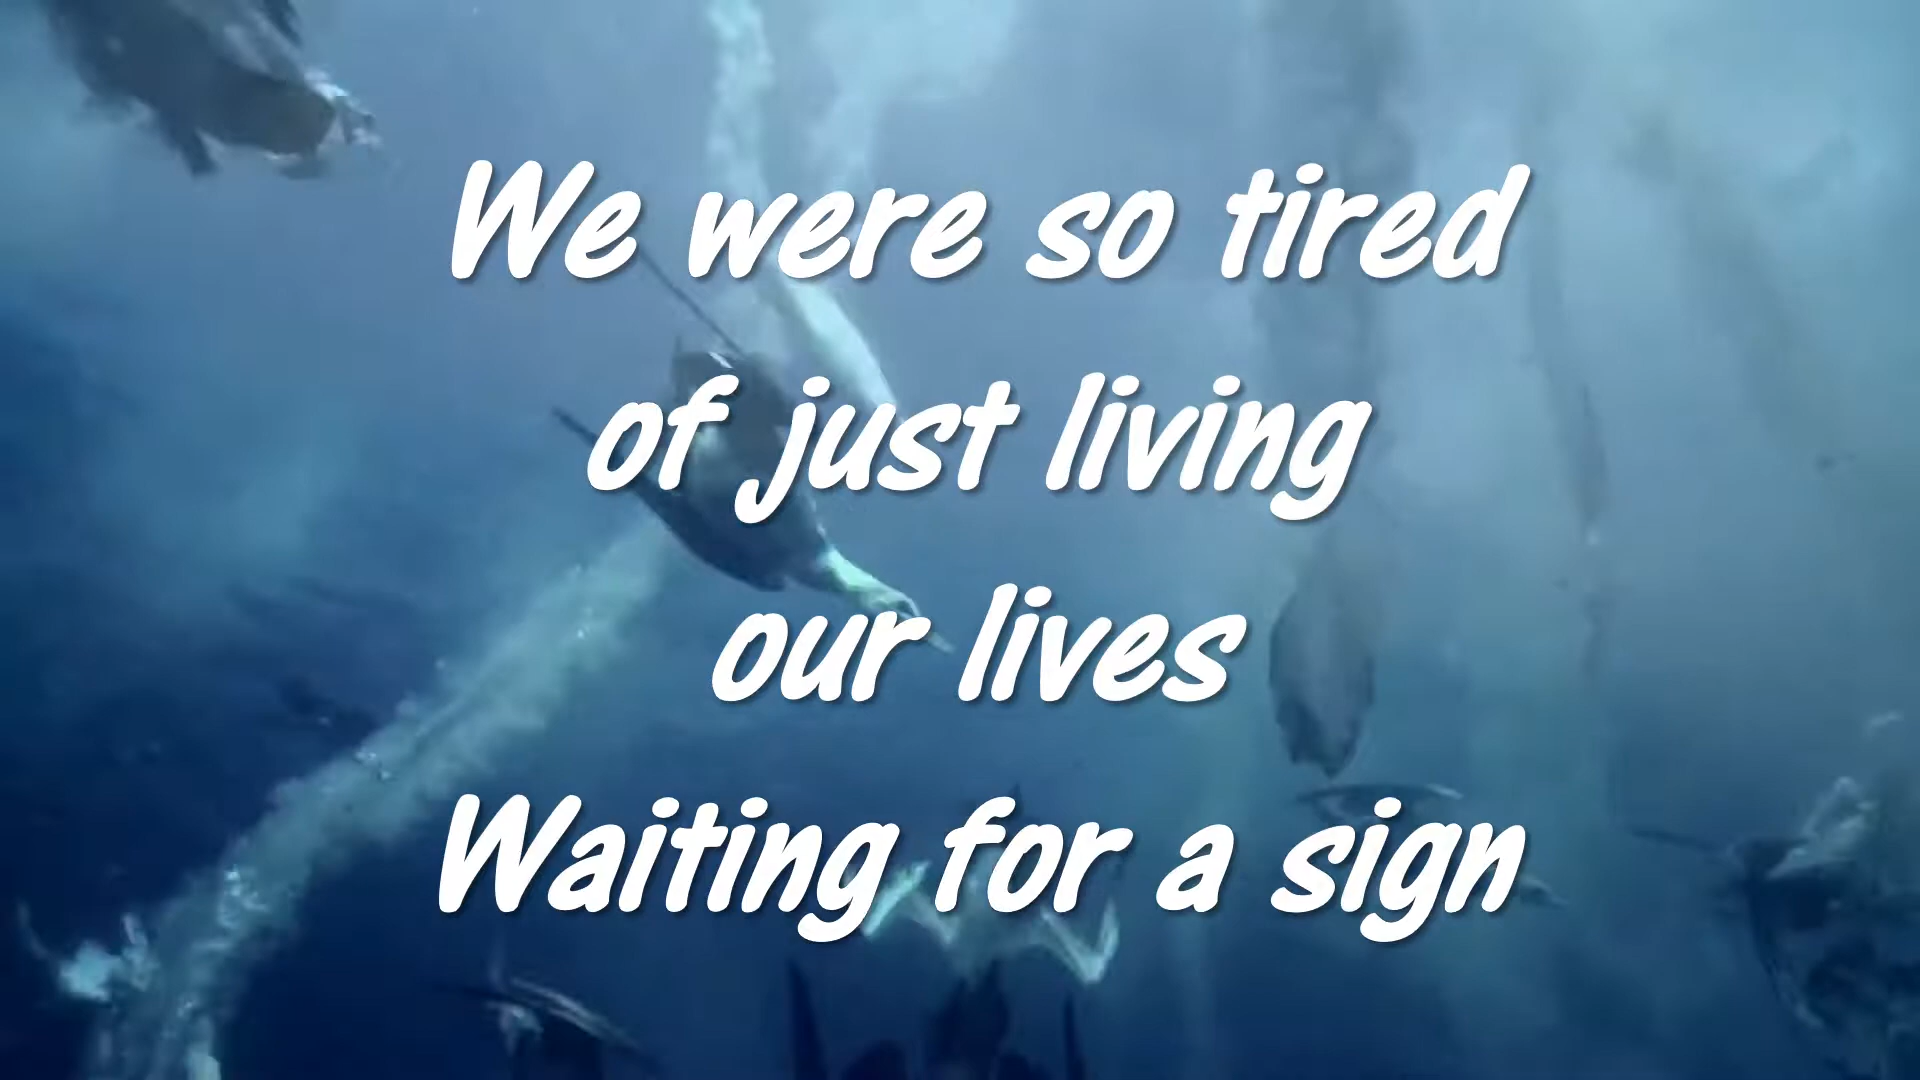 We were so tired
of just living
our lives
Waiting for a sign